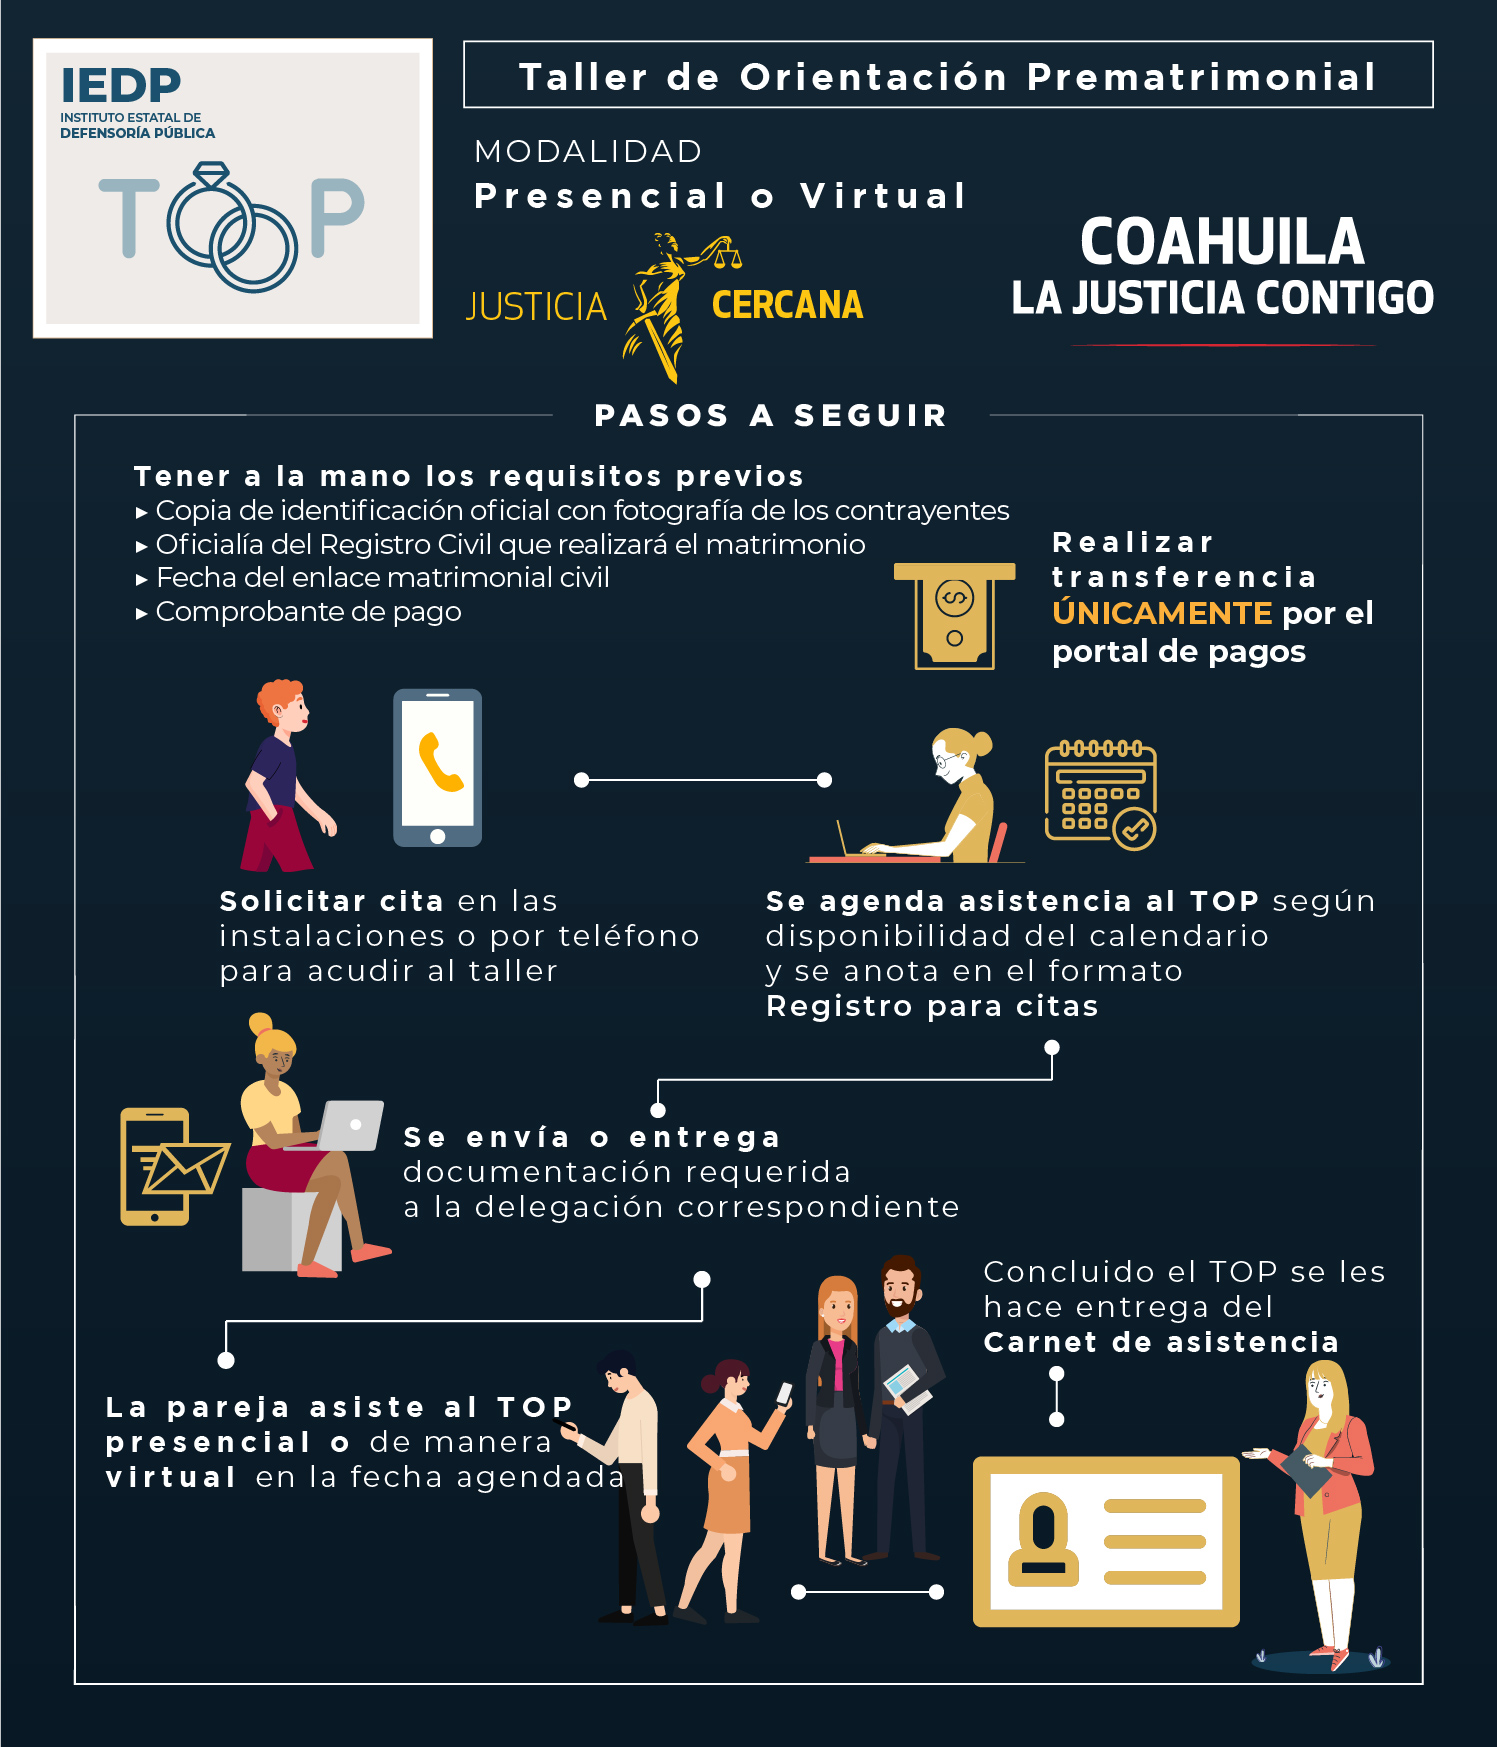 IEDP
INSTITUTO ESTATAL DE
DEFENSORÍA PÚBLICA
TOP
Taller de Orientación Prematrimonial
MODALIDAD
Presencial o Virtual
JUSTICIA CERCANA
COAHUILA
LA JUSTICIA CONTIGO
PASOS A SEGUIR
Tener a la mano los requisitos previos
▸ Copia de identificación oficial con fotografía de los contrayentes
▸ Oficialía del Registro Civil que realizará el matrimonio
▸ Fecha del enlace matrimonial civil
▸ Comprobante de pago
Realizar
transferencia
ÚNICAMENTE por el
portal de pagos
Solicitar cita en las
instalaciones o por teléfono
para acudir al taller
Se agenda asistencia al TOP según
disponibilidad del calendario
y se anota en el formato
Registro para citas
Se envía o entrega
documentación requerida
a la delegación correspondiente
La pareja asiste al TOP
presencial o de manera
virtual en la fecha agendada
Concluido el TOP se les
hace entrega del
Carnet de asistencia